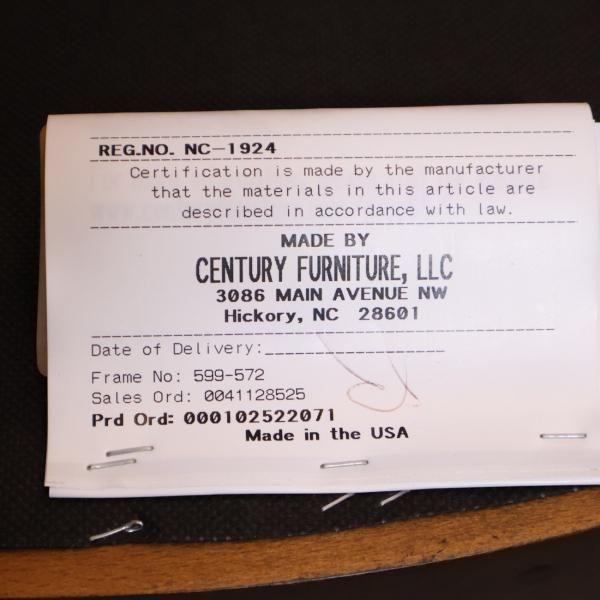 REG.NO. NC-1924
Certification is made by the manufacturer
that the materials in this article are
described in accordance with law.
MADE BY
CENTURY FURNITURE, LLC
3086 MAIN AVENUE NW
Hickory, NC 28601
Date of Delivery:__________________
Frame No: 599-572
Sales Ord: 0041128525
Prd Ord: 000102522071
Made in the USA